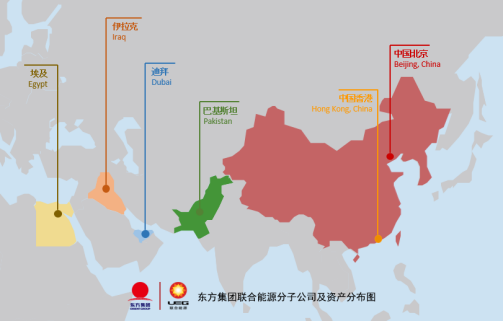 伊拉克
Iraq
埃及
Egypt
迪拜
Dubai
巴基斯坦
Pakistan
中国香港
Hong Kong, China
中国北京
Beijing, China
东方集团
UEG
联合能源
东方集团联合能源分子公司及资产分布图